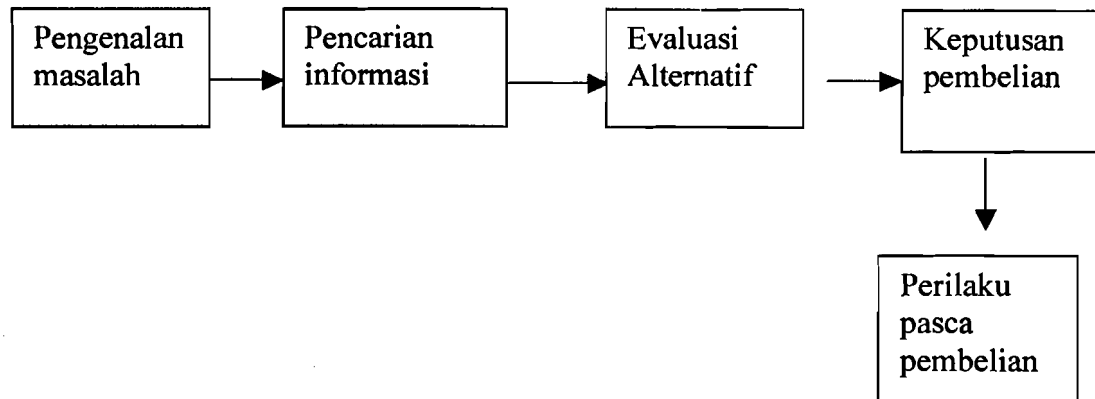 Pengenalan
masalah
Pencarian
informasi
Evaluasi
Alternatif
Keputusan
pembelian
Perilaku
pasca
pembelian